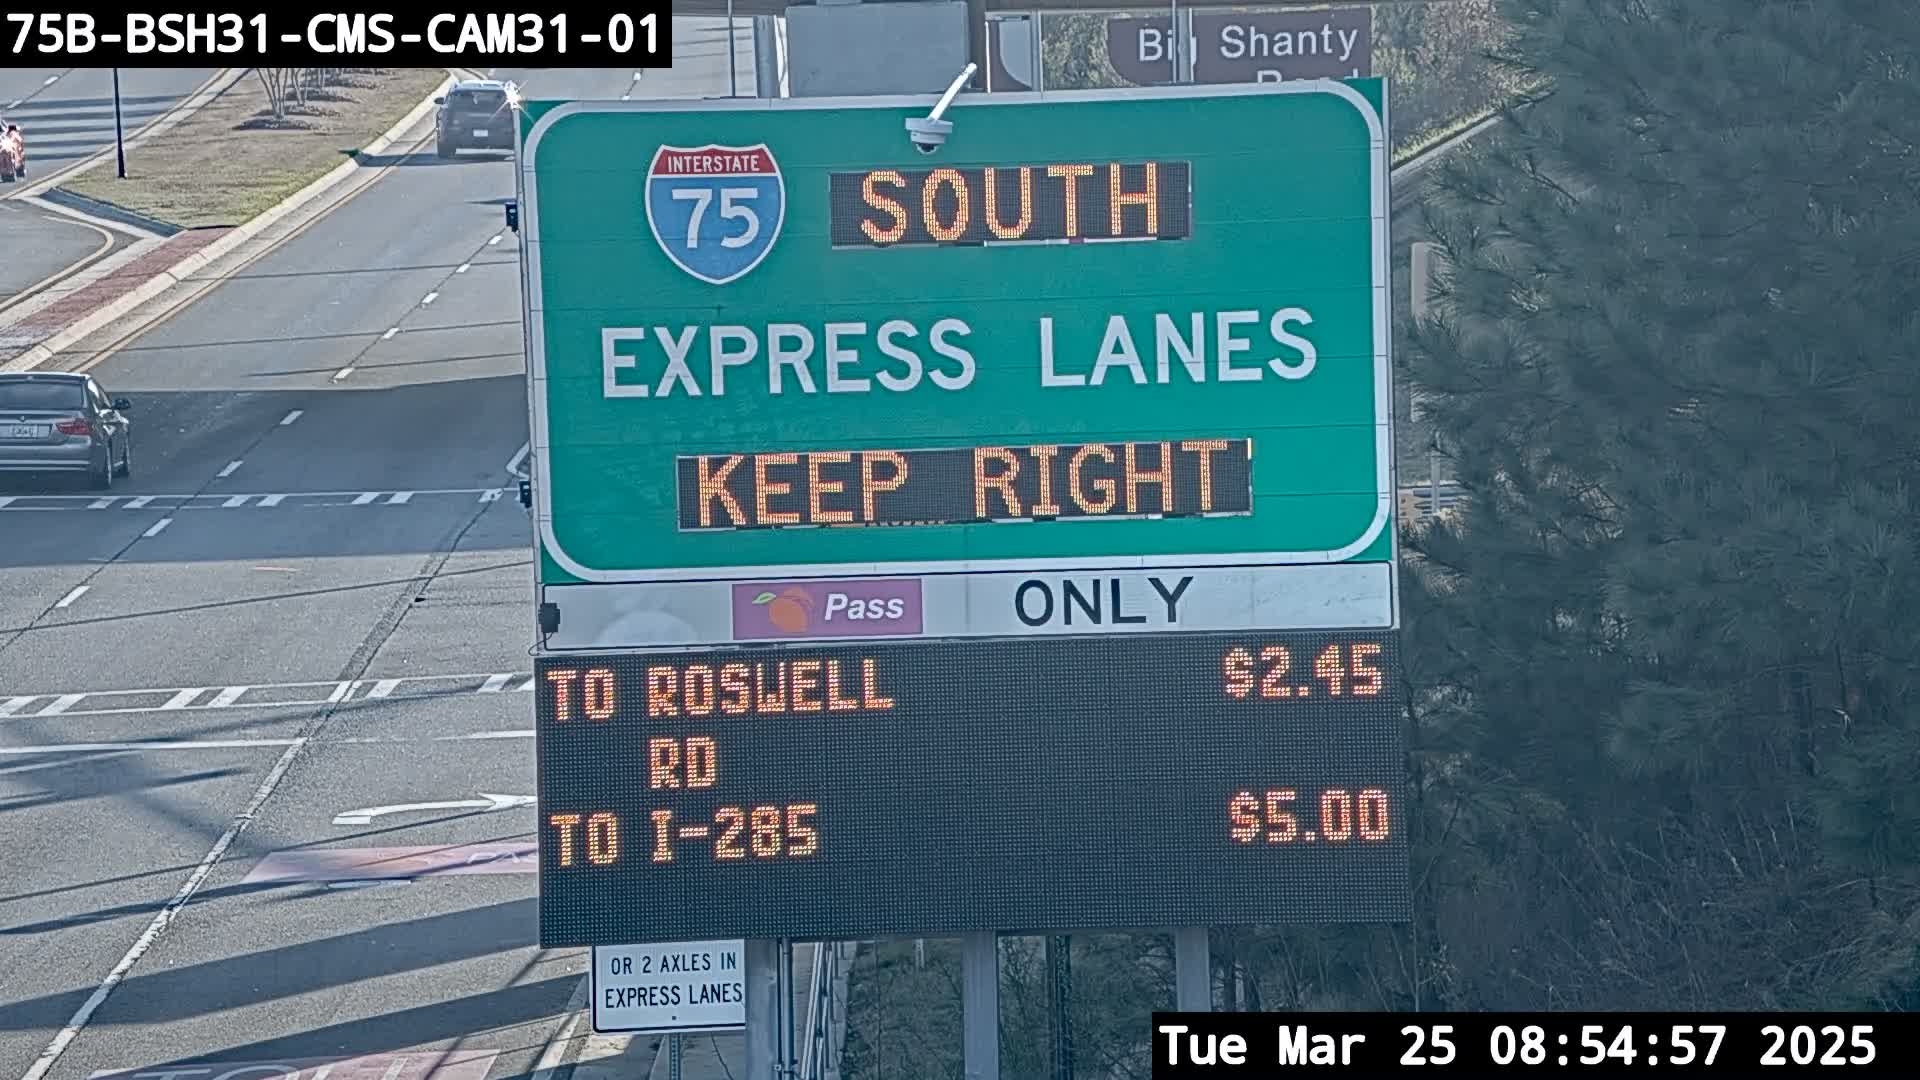 75B-BSH31-CMS-CAM31-01
Big Shanty
Road
INTERSTATE
75
SOUTH
EXPRESS LANES
KEEP RIGHT
Pass ONLY
TO ROSWELL $2.45
RD
TO I-285 $5.00
OR 2 AXLES IN
EXPRESS LANES
TOLL
Tue Mar 25 08:54:57 2025